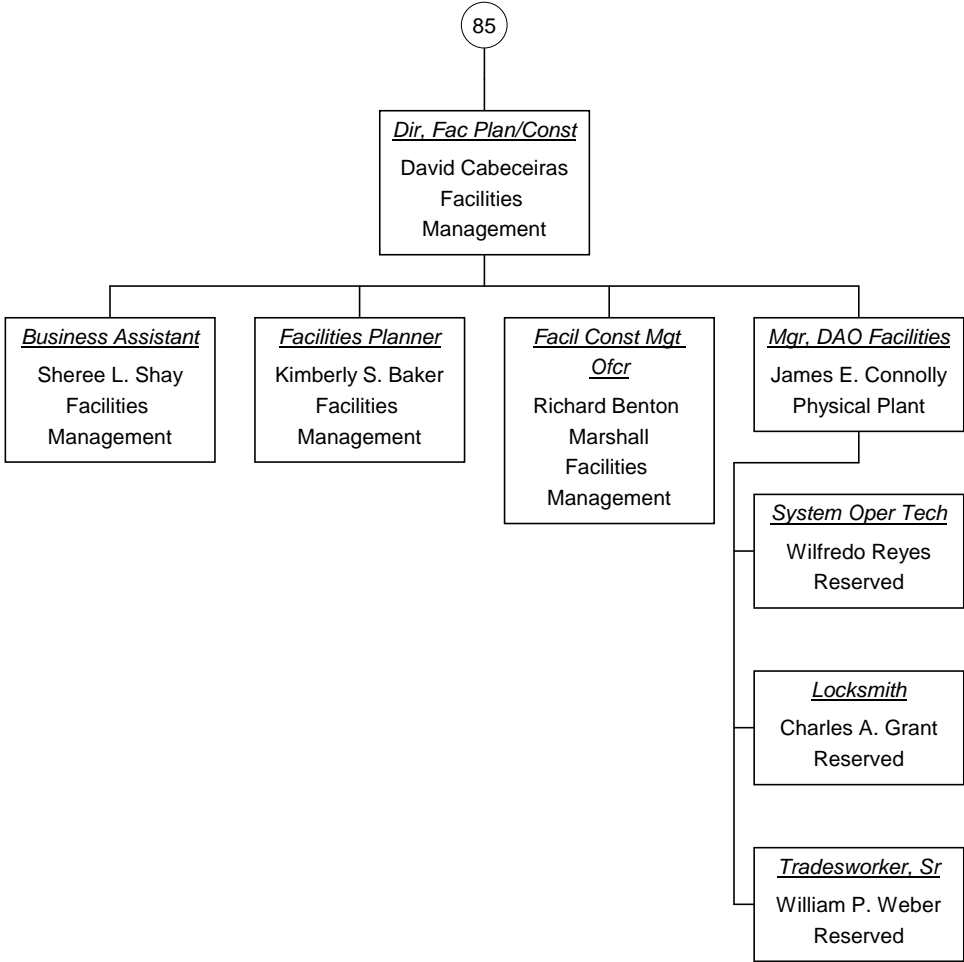 85
Dir, Fac Plan/Const
David Cabeceiras
Facilities
Management
Business Assistant
Sheree L. Shay
Facilities
Management
Facilities Planner
Kimberly S. Baker
Facilities
Management
Facil Const Mgt
Ofcr
Richard Benton
Marshall
Facilities
Management
Mgr, DAO Facilities
James E. Connolly
Physical Plant
System Oper Tech
Wilfredo Reyes
Reserved
Locksmith
Charles A. Grant
Reserved
Tradesworker, Sr
William P. Weber
Reserved